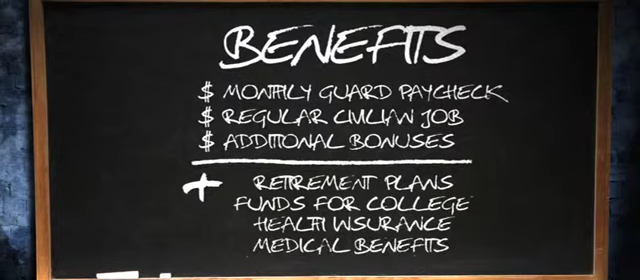 BENEFITS
$ MONTHLY GUARD PAYCHECK
$ REGULAR CIVILIAN JOB
$ ADDITIONAL BONUSES
+ RETIREMENT PLANS
FUNDS FOR COLLEGE
HEALTH INSURANCE
MEDICAL BENEFITS